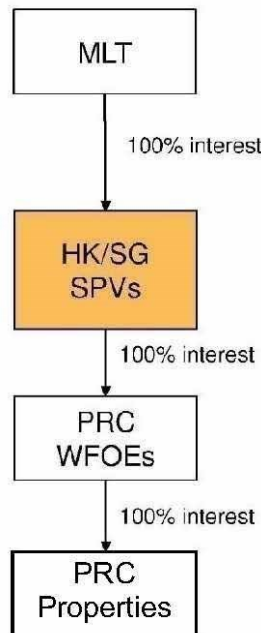 MLT
100% interest
HK/SG
SPVs
100% interest
PRC
WFOEs
100% interest
PRC
Properties